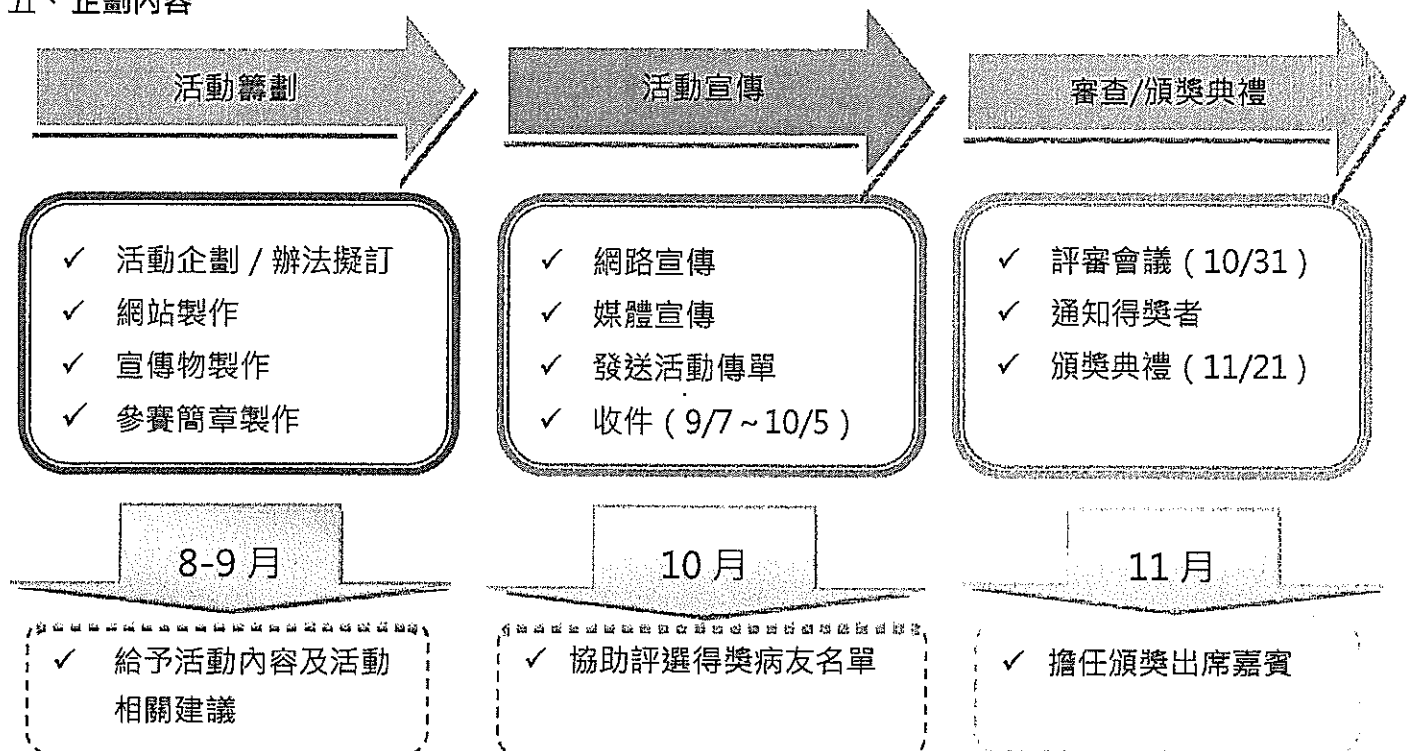 五、企劃內容
活動籌劃
活動宣傳
審查/頒獎典禮
✓ 活動企劃 / 辦法擬訂
✓ 網站製作
✓ 宣傳物製作
✓ 參賽簡章製作
✓ 網路宣傳
✓ 媒體宣傳
✓ 發送活動傳單
✓ 收件 ( 9/7 ~ 10/5 )
✓ 評審會議 ( 10/31 )
✓ 通知得獎者
✓ 頒獎典禮 ( 11/21 )
8-9 月
10 月
11 月
✓ 給予活動內容及活動
相關建議
✓ 協助評選得獎病友名單
✓ 擔任頒獎出席嘉賓